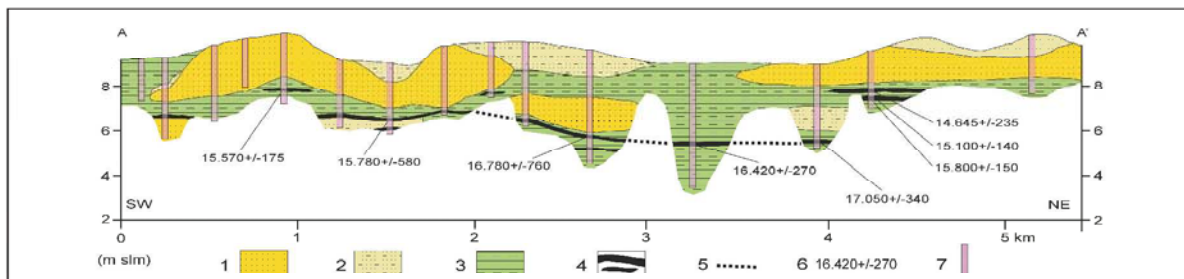 A A'
8 8
14.645+/-235
6 6
15.100+/-140
15.570+/-175 15.780+/-580 16.780+/-760 15.800+/-150
16.420+/-270
4 4
17.050+/-340
SW NE
2 2
0 1 2 3 4 5 km
(m slm) 1 2 3 4 5 6 16.420+/-270 7